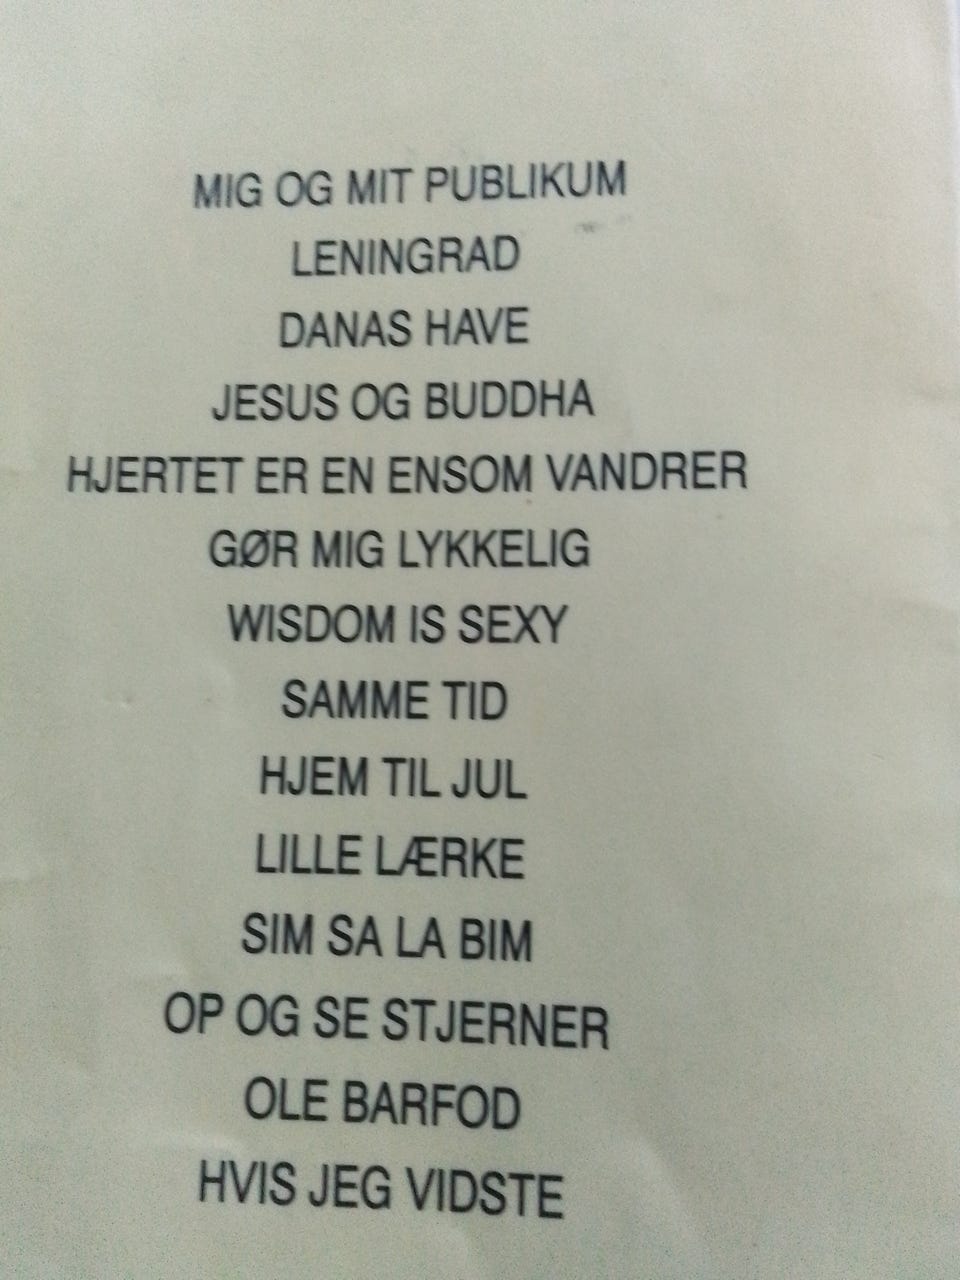 MIG OG MIT PUBLIKUM
LENINGRAD
DANAS HAVE
JESUS OG BUDDHA
HJERTET ER EN ENSOM VANDRER
GØR MIG LYKKELIG
WISDOM IS SEXY
SAMME TID
HJEM TIL JUL
LILLE LÆRKE
SIM SA LA BIM
OP OG SE STJERNER
OLE BARFOD
HVIS JEG VIDSTE